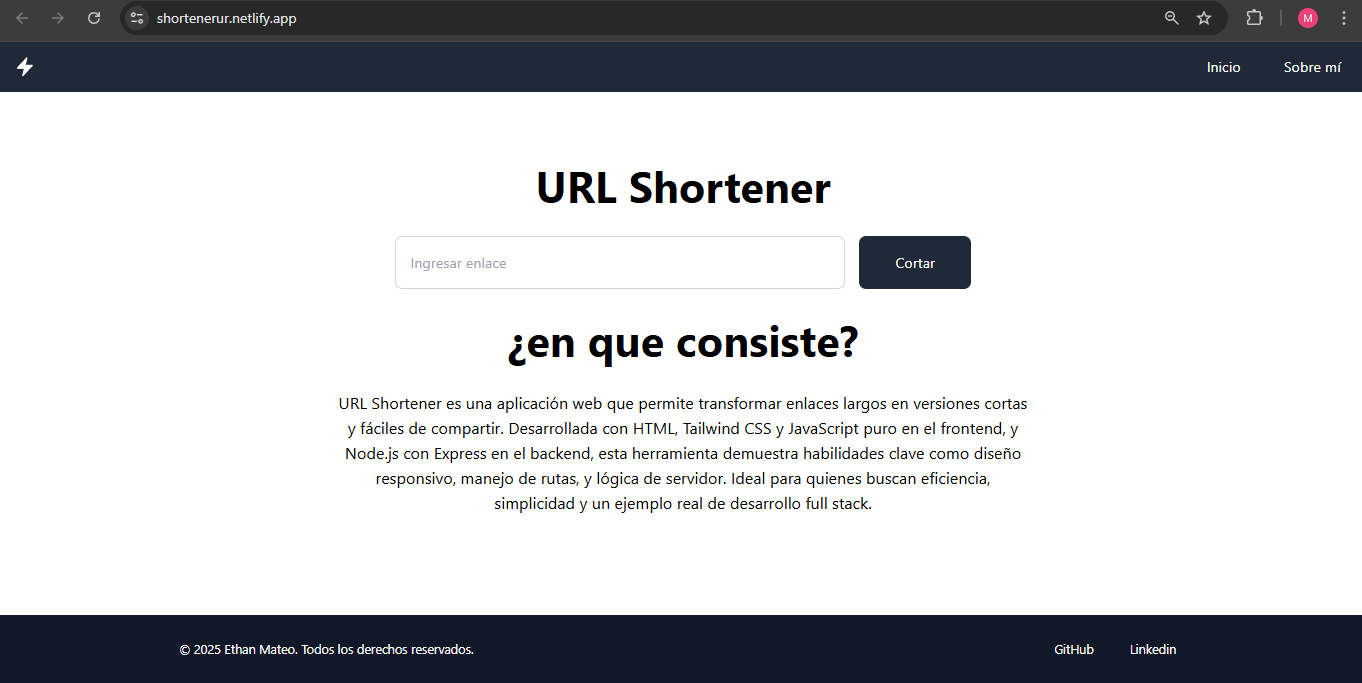 shortenerur.netlify.app
M
Inicio
Sobre mí
URL Shortener
Ingresar enlace
Cortar
¿en que consiste?
URL Shortener es una aplicación web que permite transformar enlaces largos en versiones cortas
y fáciles de compartir. Desarrollada con HTML, Tailwind CSS y JavaScript puro en el frontend, y
Node.js con Express en el backend, esta herramienta demuestra habilidades clave como diseño
responsivo, manejo de rutas, y lógica de servidor. Ideal para quienes buscan eficiencia,
simplicidad y un ejemplo real de desarrollo full stack.
© 2025 Ethan Mateo. Todos los derechos reservados.
GitHub
Linkedin